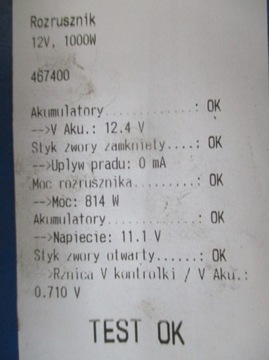 Rozrusznik
12V, 1000W
467400
Akumulatory............: OK
-->V Aku.: 12.4 V
Styk zwory zamkniety....: OK
-->Uplyw pradu: 0 mA
Moc rozrusznika.........: OK
-->Moc: 814 W
Akumulatory............: OK
-->Napiecie: 11.1 V
Styk zwory otwarty......: OK
-->Rznica V kontrolki / V Aku.:
0.710 V
TEST OK